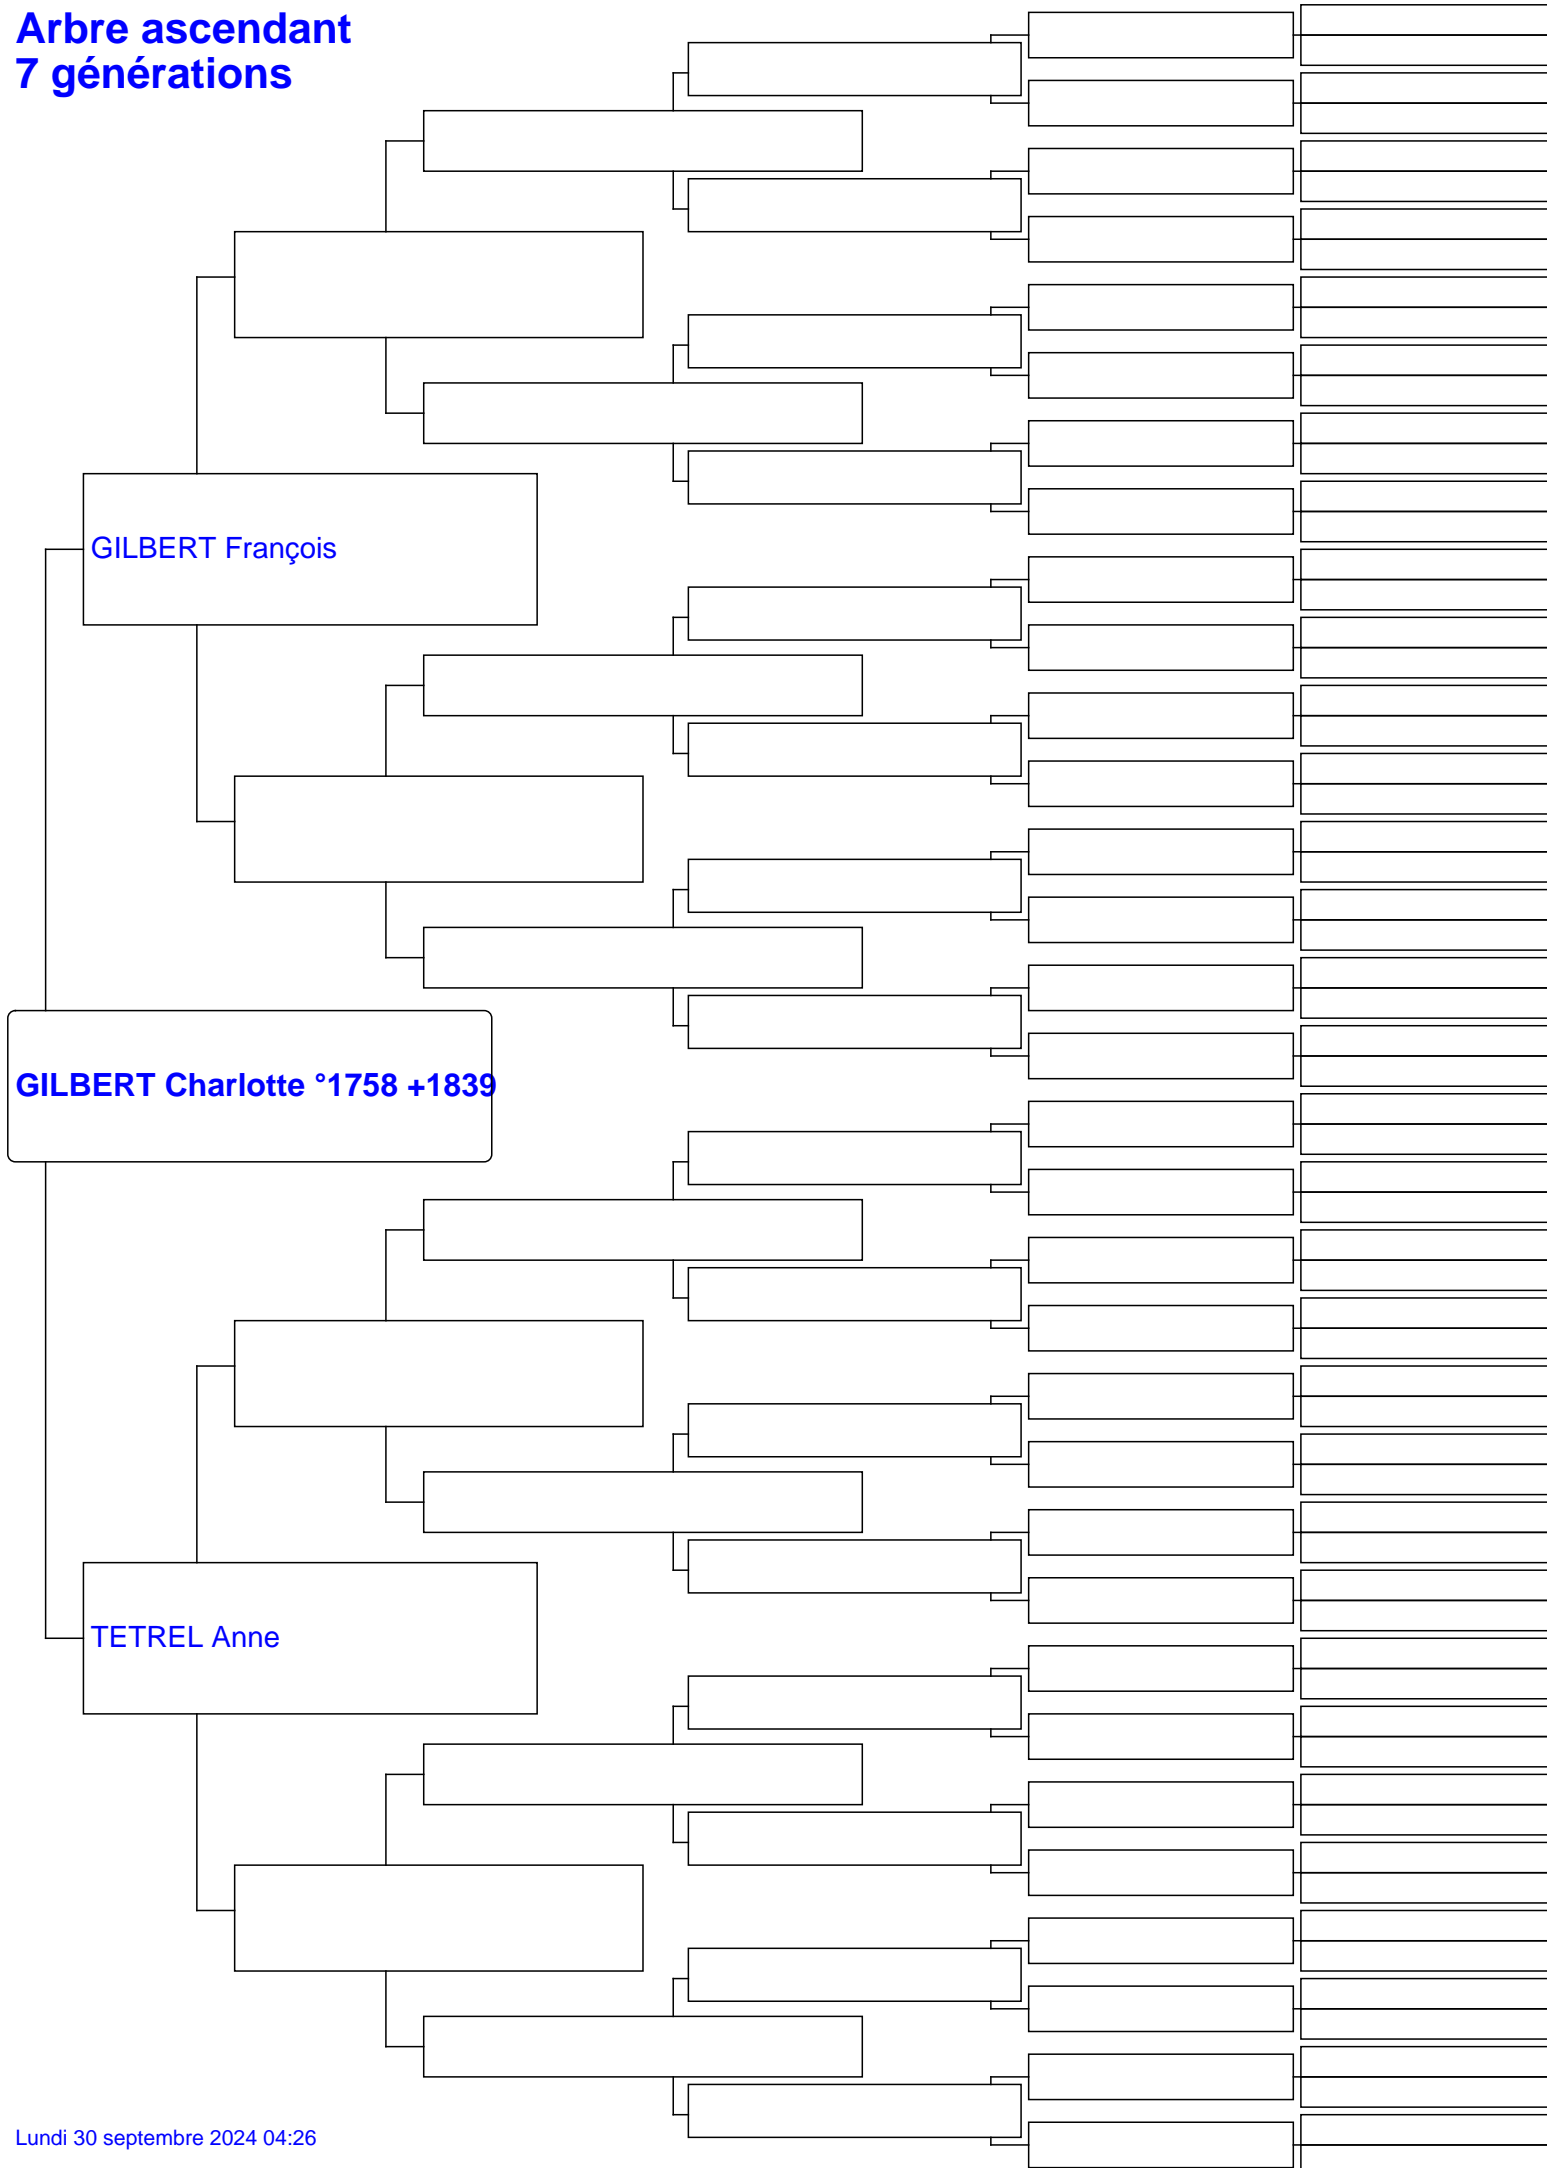 Arbre ascendant
7 générations
GILBERT François
GILBERT Charlotte °1758 +1839
TETREL Anne
Lundi 30 septembre 2024 04:26